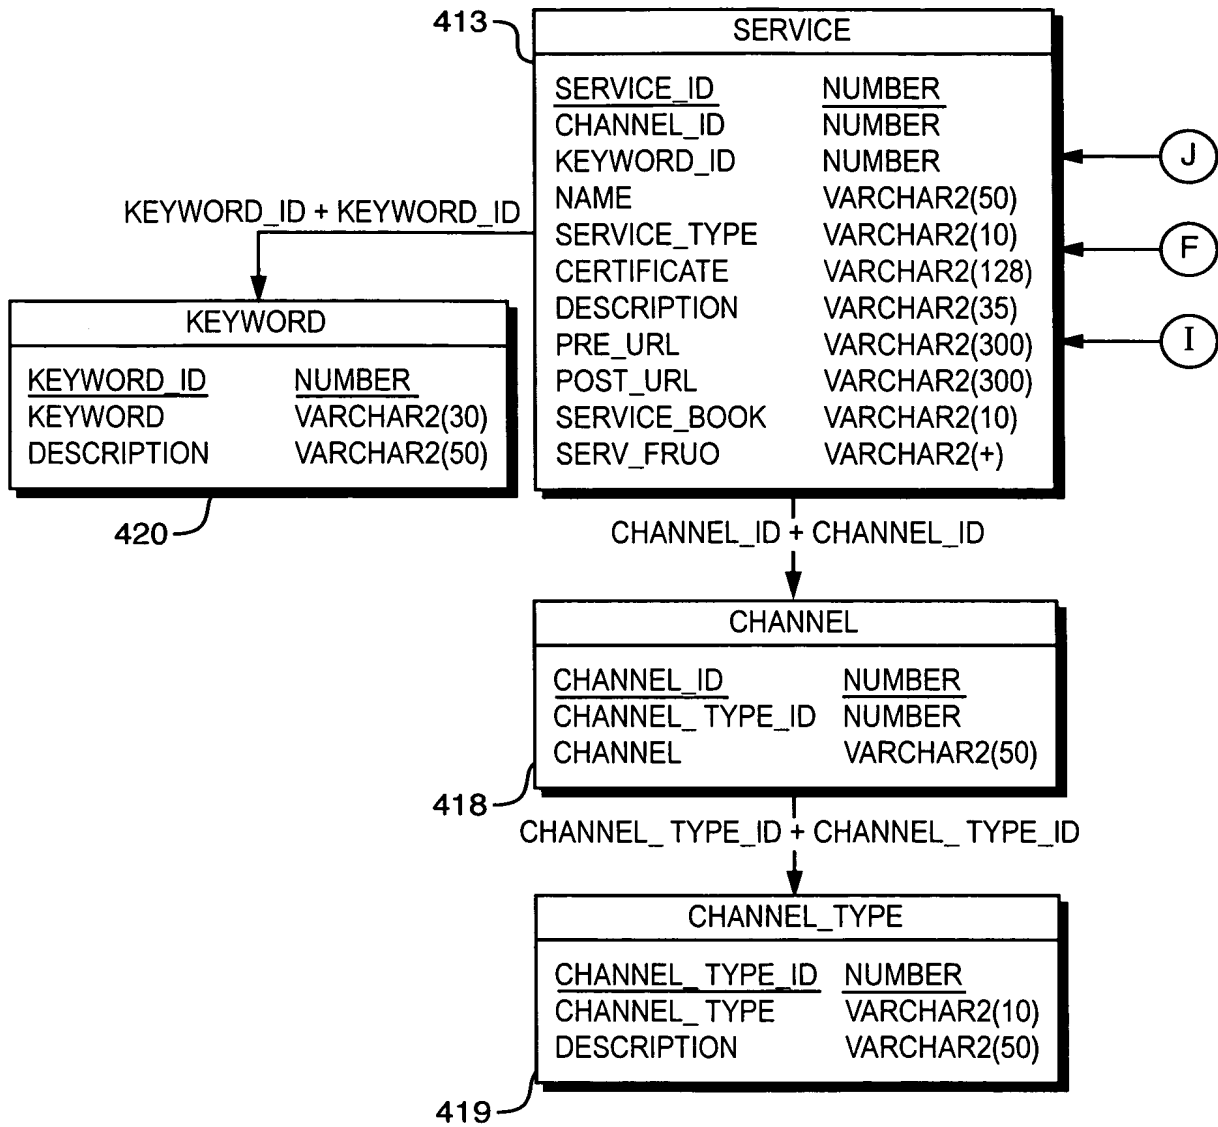 413
SERVICE
SERVICE_ID NUMBER
CHANNEL_ID NUMBER
KEYWORD_ID NUMBER
NAME VARCHAR2(50)
SERVICE_TYPE VARCHAR2(10)
CERTIFICATE VARCHAR2(128)
DESCRIPTION VARCHAR2(35)
PRE_URL VARCHAR2(300)
POST_URL VARCHAR2(300)
SERVICE_BOOK VARCHAR2(10)
SERV_FRUO VARCHAR2(+)
J
F
I
KEYWORD_ID + KEYWORD_ID
KEYWORD
KEYWORD_ID NUMBER
KEYWORD VARCHAR2(30)
DESCRIPTION VARCHAR2(50)
420
CHANNEL_ID + CHANNEL_ID
CHANNEL
CHANNEL_ID NUMBER
CHANNEL_ TYPE_ID NUMBER
CHANNEL VARCHAR2(50)
418
CHANNEL_ TYPE_ID + CHANNEL_ TYPE_ID
CHANNEL_TYPE
CHANNEL_ TYPE_ID NUMBER
CHANNEL_ TYPE VARCHAR2(10)
DESCRIPTION VARCHAR2(50)
419